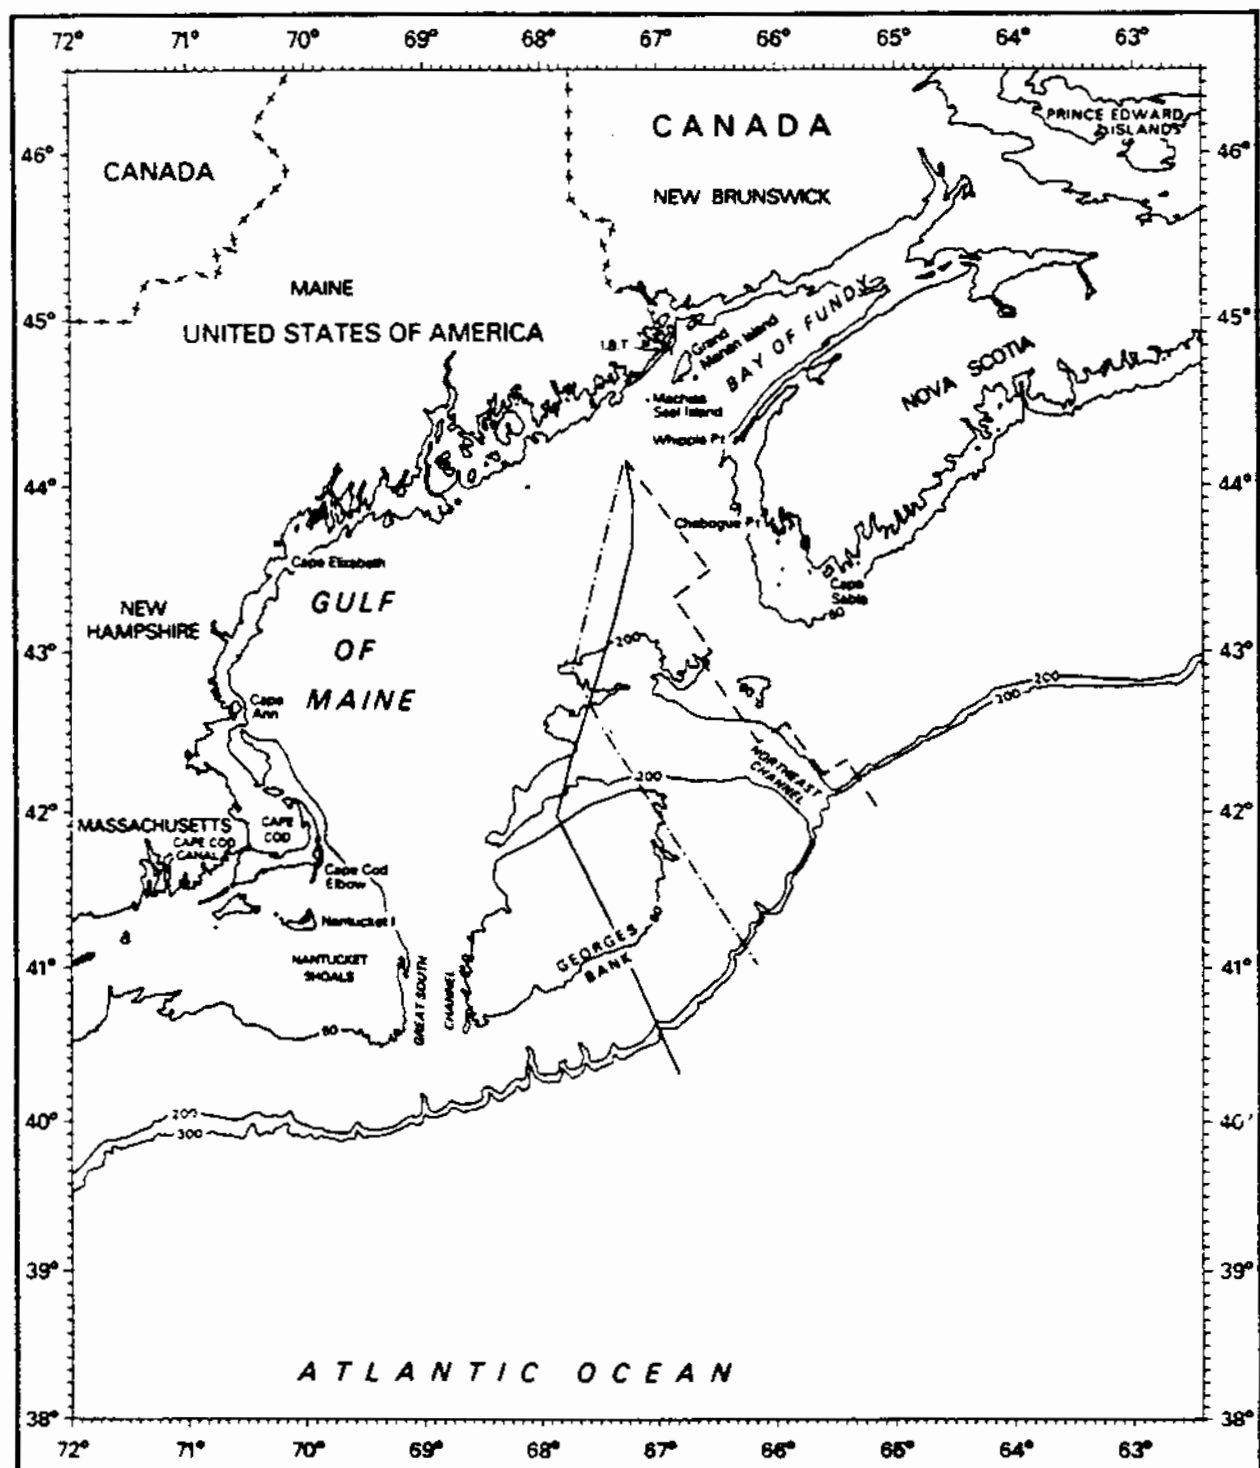 72° 71° 70° 69° 68° 67° 66° 65° 64° 63°
CANADA
PRINCE EDWARD
ISLANDS
46°
46°
CANADA
NEW BRUNSWICK
MAINE
45°
45°
UNITED STATES OF AMERICA
I.B.T.
Grand
Manan Island
BAY OF FUNDY
NOVA SCOTIA
Machias
Seal Island
Whipple Pt
44°
44°
Chebogue Pt
Cape Elizabeth
Cape
Sable
80
NEW
HAMPSHIRE
GULF
OF
MAINE
43°
43°
200
200
300
80
Cape
Ann
NORTHEAST
CHANNEL
200
42°
42°
MASSACHUSETTS
CAPE COD
CANAL
CAPE
COD
Cape Cod
Elbow
Nantucket I
80
GEORGES
BANK
NANTUCKET
SHOALS
41°
41°
GREAT SOUTH
CHANNEL
80
200
300
40°
40°
39°
39°
ATLANTIC OCEAN
38°
38°
72° 71° 70° 69° 68° 67° 66° 65° 64° 63°